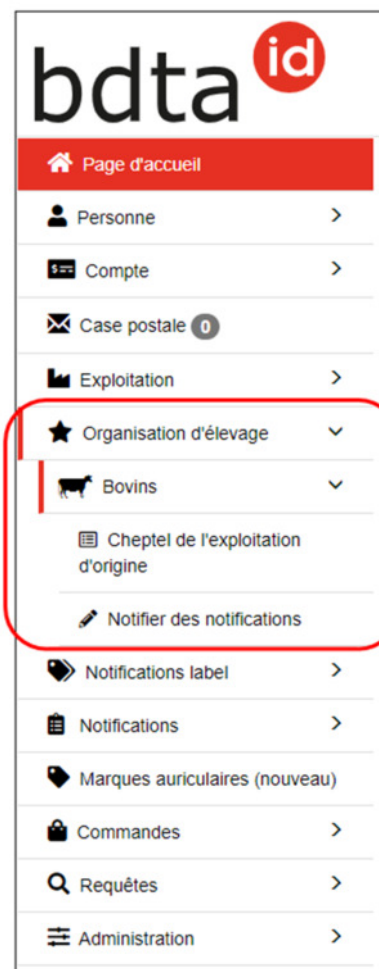 bdta id
Page d'accueil
Personne
Compte
Case postale 0
Exploitation
Organisation d'élevage
Bovins
Cheptel de l'exploitation
d'origine
Notifier des notifications
Notifications label
Notifications
Marques auriculaires (nouveau)
Commandes
Requêtes
Administration